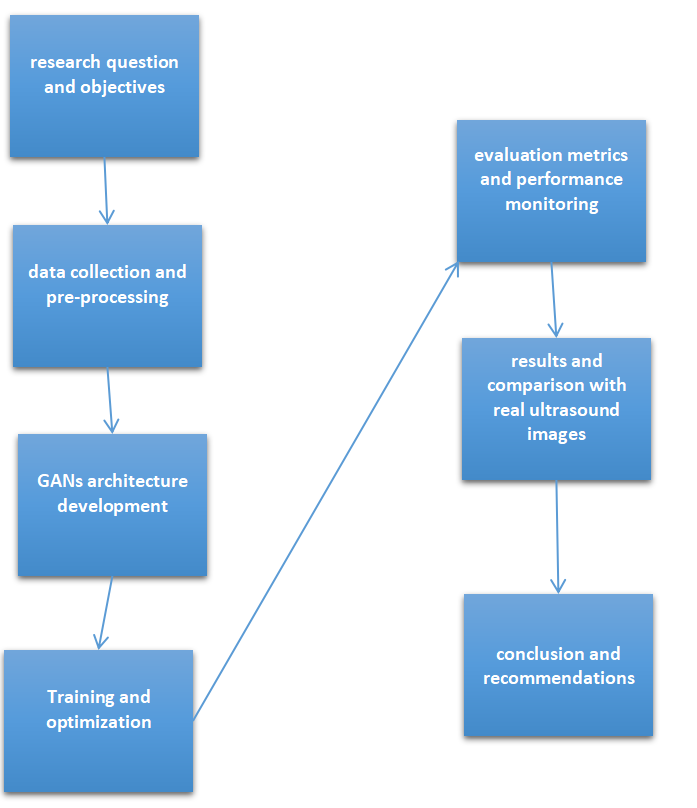 research question
and objectives
data collection and
pre-processing
GANs architecture
development
Training and
optimization
evaluation metrics
and performance
monitoring
results and
comparison with
real ultrasound
images
conclusion and
recommendations